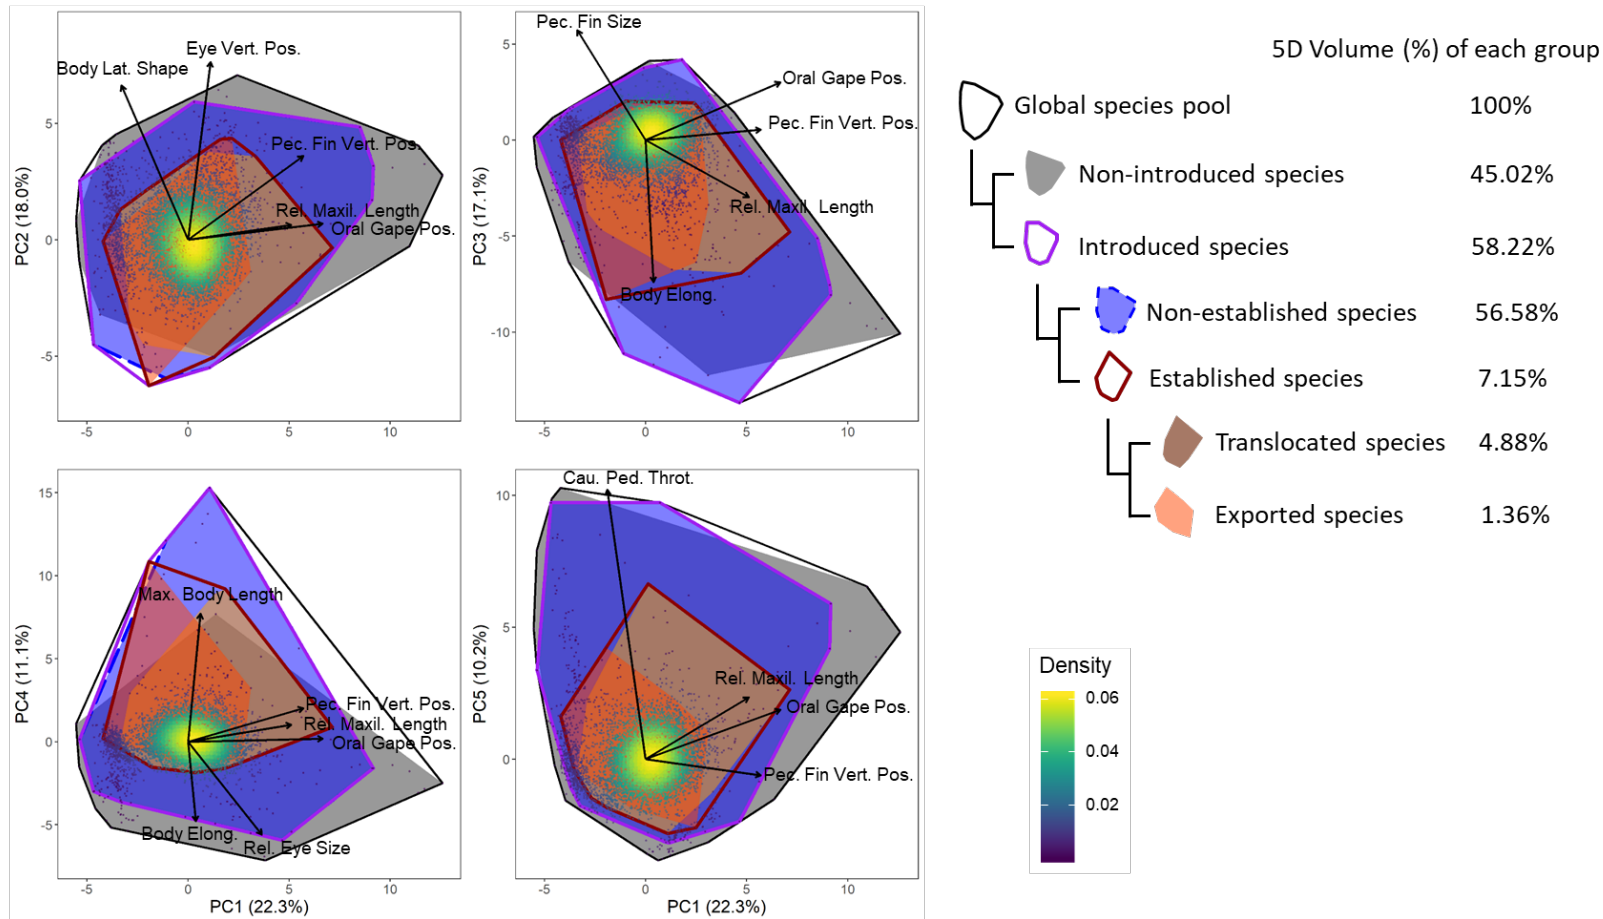 Eye Vert. Pos.
Body Lat. Shape
Pec. Fin Vert. Pos.
Rel. Maxil. Length
Oral Gape Pos.
PC2 (18.0%)
5
0
-5
-5
0
5
10
Pec. Fin Size
Oral Gape Pos.
Pec. Fin Vert. Pos.
Rel. Maxil. Length
Body Elong.
PC3 (17.1%)
5
0
-5
-10
-5
0
5
10
Max. Body Length
Pec. Fin Vert. Pos.
Rel. Maxil. Length
Oral Gape Pos.
Body Elong.
Rel. Eye Size
PC4 (11.1%)
15
10
5
0
-5
-5
0
5
10
PC1 (22.3%)
Cau. Ped. Throt.
Rel. Maxil. Length
Oral Gape Pos.
Pec. Fin Vert. Pos.
PC5 (10.2%)
10
5
0
-5
0
5
10
PC1 (22.3%)
5D Volume (%) of each group
Global species pool 100%
Non-introduced species 45.02%
Introduced species 58.22%
Non-established species 56.58%
Established species 7.15%
Translocated species 4.88%
Exported species 1.36%
Density
0.06
0.04
0.02